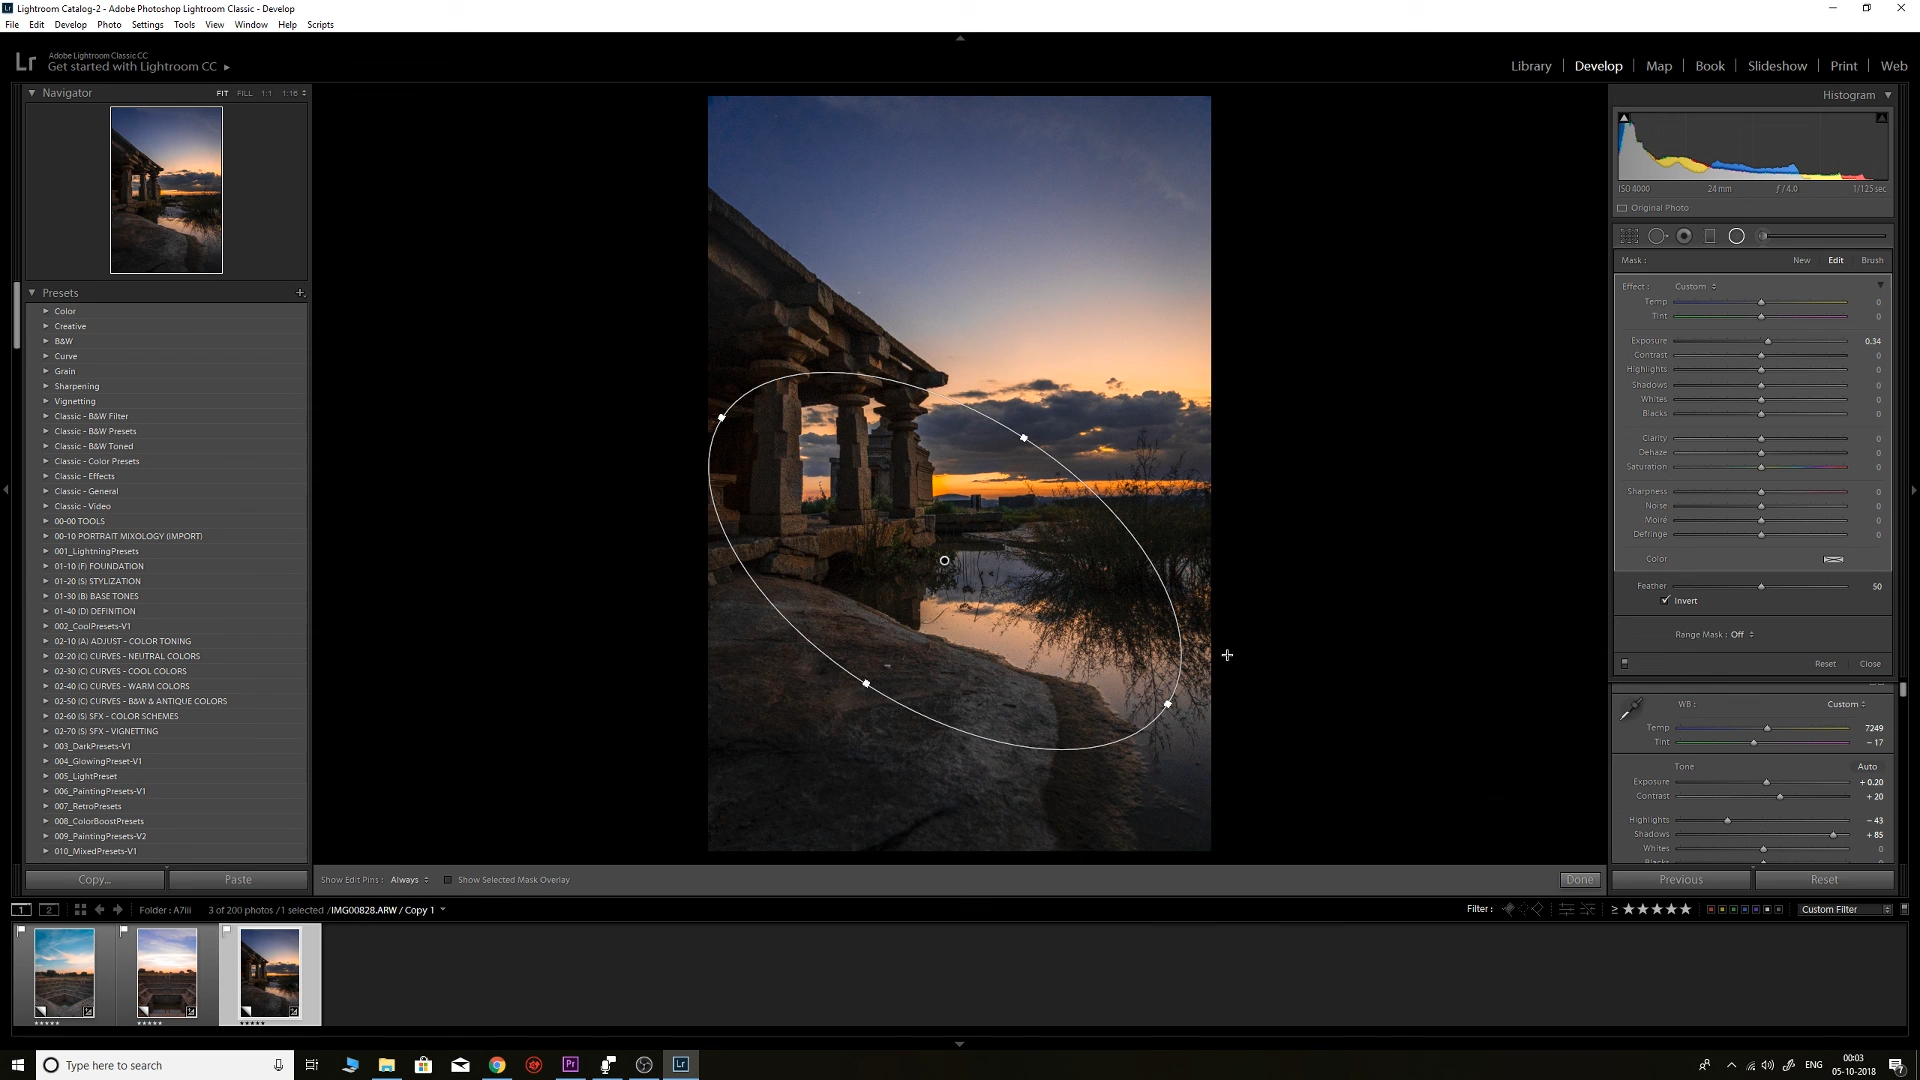 Lightroom Catalog-2 - Adobe Photoshop Lightroom Classic - Develop
File Edit Develop Photo Settings Tools View Window Help Scripts
Lr Adobe Lightroom Classic CC
Get started with Lightroom CC
Library Develop Map Book Slideshow Print Web
Navigator FIT FILL 1:1 1:16
Presets
Color
Creative
B&W
Curve
Grain
Sharpening
Vignetting
Classic - B&W Filter
Classic - B&W Presets
Classic - B&W Toned
Classic - Color Presets
Classic - Effects
Classic - General
Classic - Video
00-00 TOOLS
00-10 PORTRAIT MIXOLOGY (IMPORT)
001_LightningPresets
01-10 (F) FOUNDATION
01-20 (S) STYLIZATION
01-30 (B) BASE TONES
01-40 (D) DEFINITION
002_CoolPresets-V1
02-10 (A) ADJUST - COLOR TONING
02-20 (C) CURVES - NEUTRAL COLORS
02-30 (C) CURVES - COOL COLORS
02-40 (C) CURVES - WARM COLORS
02-50 (C) CURVES - B&W & ANTIQUE COLORS
02-60 (S) SFX - COLOR SCHEMES
02-70 (S) SFX - VIGNETTING
003_DarkPresets-V1
004_GlowingPreset-V1
005_LightPreset
006_PaintingPresets-V1
007_RetroPresets
008_ColorBoostPresets
009_PaintingPresets-V2
010_MixedPresets-V1
Copy... Paste
Show Edit Pins : Always Show Selected Mask Overlay Done
Histogram
ISO 4000 24 mm ƒ / 4.0 1/125 sec
Original Photo
Mask : New Edit Brush
Effect : Custom
Temp 0
Tint 0
Exposure 0.34
Contrast 0
Highlights 0
Shadows 0
Whites 0
Blacks 0
Clarity 0
Dehaze 0
Saturation 0
Sharpness 0
Noise 0
Moiré 0
Defringe 0
Color
Feather 50
Invert
Range Mask : Off
Reset Close
WB : Custom
Temp 7249
Tint - 17
Tone Auto
Exposure + 0.20
Contrast + 20
Highlights - 43
Shadows + 85
Whites 0
Blacks
Previous Reset
1 2 Folder : A7iii 3 of 200 photos / 1 selected / IMG00828.ARW / Copy 1 Filter : ≥ ★★★★★ Custom Filter
★★★★★ ★★★★★ ★★★★★
Type here to search Pr Lr ENG 00:03
05-10-2018